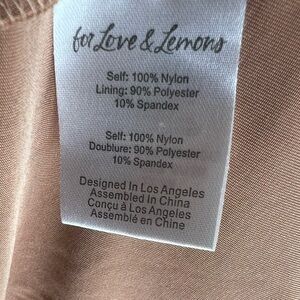 for Love & Lemons
Self: 100% Nylon
Lining: 90% Polyester
10% Spandex
Self: 100% Nylon
Doublure: 90% Polyester
10% Spandex
Designed In Los Angeles
Assembled In China
Conçu à Los Angeles
Assemblé en Chine